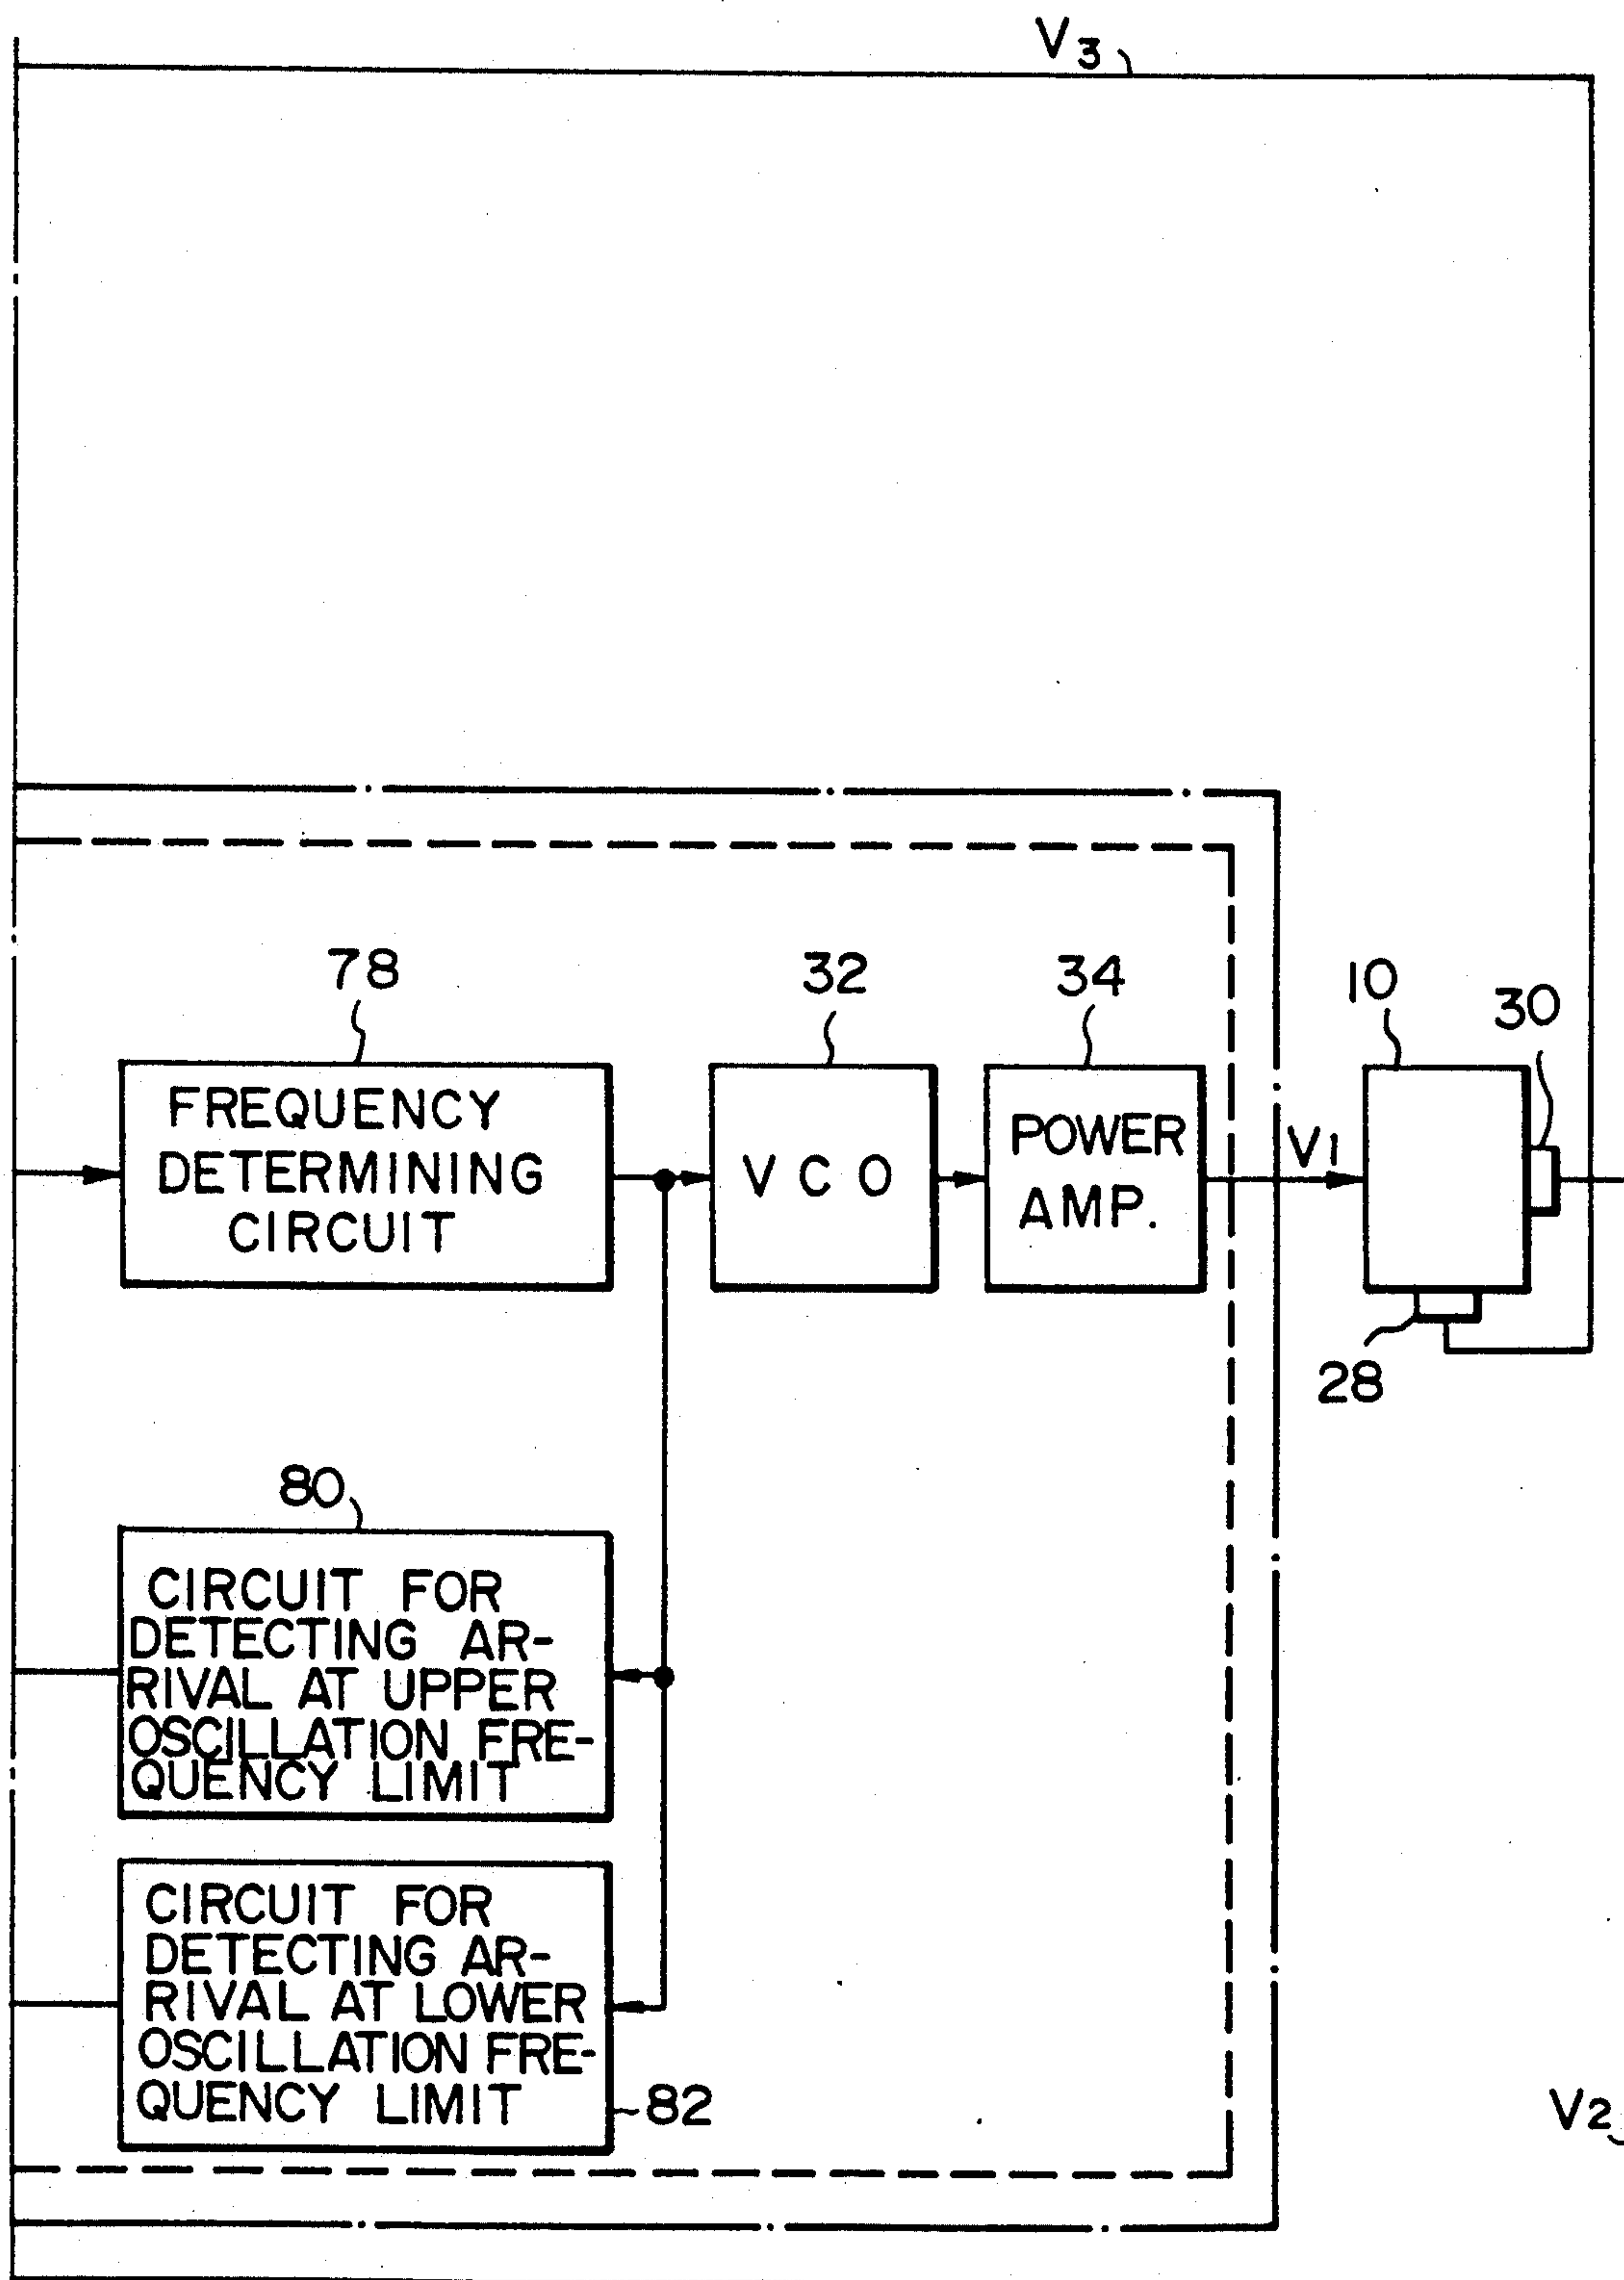 V3
78
32
34
10
30
FREQUENCY
DETERMINING
CIRCUIT
V C O
POWER
AMP.
V1
28
80
CIRCUIT FOR
DETECTING AR-
RIVAL AT UPPER
OSCILLATION FRE-
QUENCY LIMIT
CIRCUIT FOR
DETECTING AR-
RIVAL AT LOWER
OSCILLATION FRE-
QUENCY LIMIT
82
V2